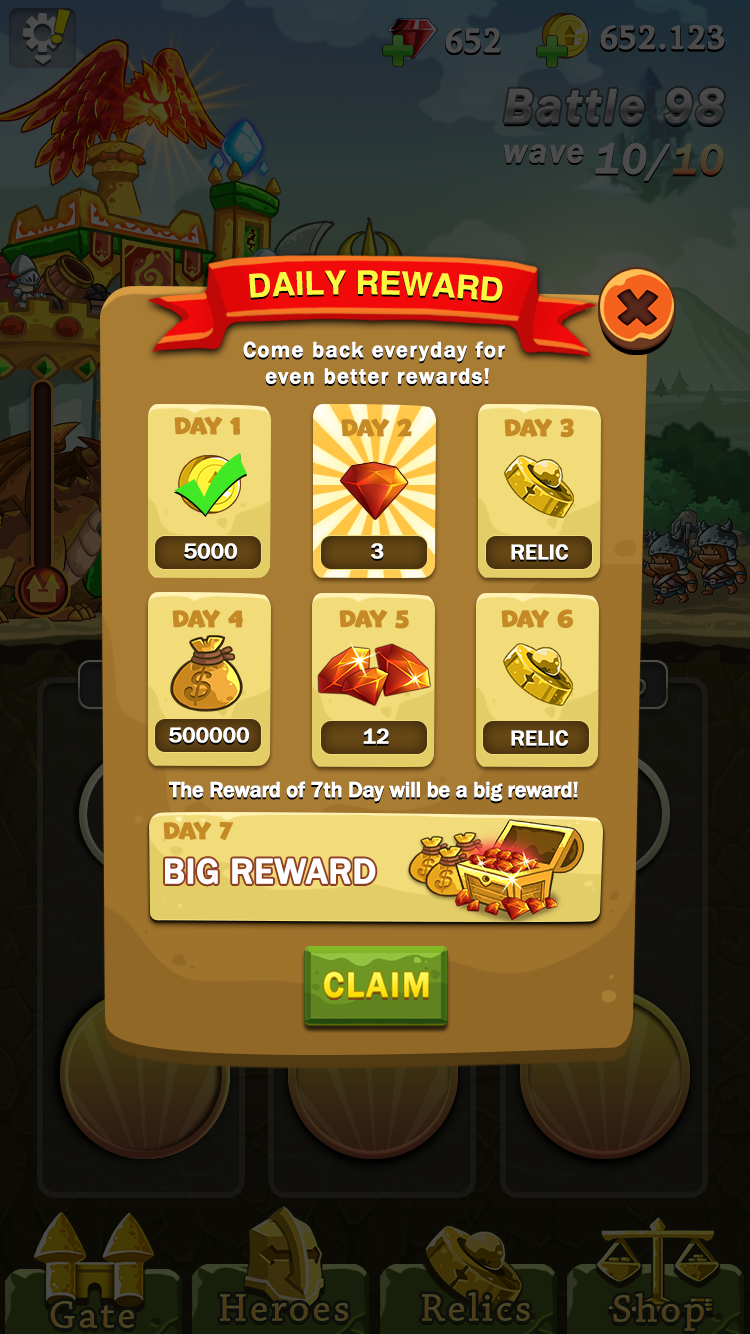 652
652.123
Battle 98
wave 10/10
DAILY REWARD
Come back everyday for
even better rewards!
DAY 1
5000
DAY 2
3
DAY 3
RELIC
DAY 4
500000
DAY 5
12
DAY 6
RELIC
The Reward of 7th Day will be a big reward!
DAY 7
BIG REWARD
CLAIM
Gate
Heroes
Relics
Shop